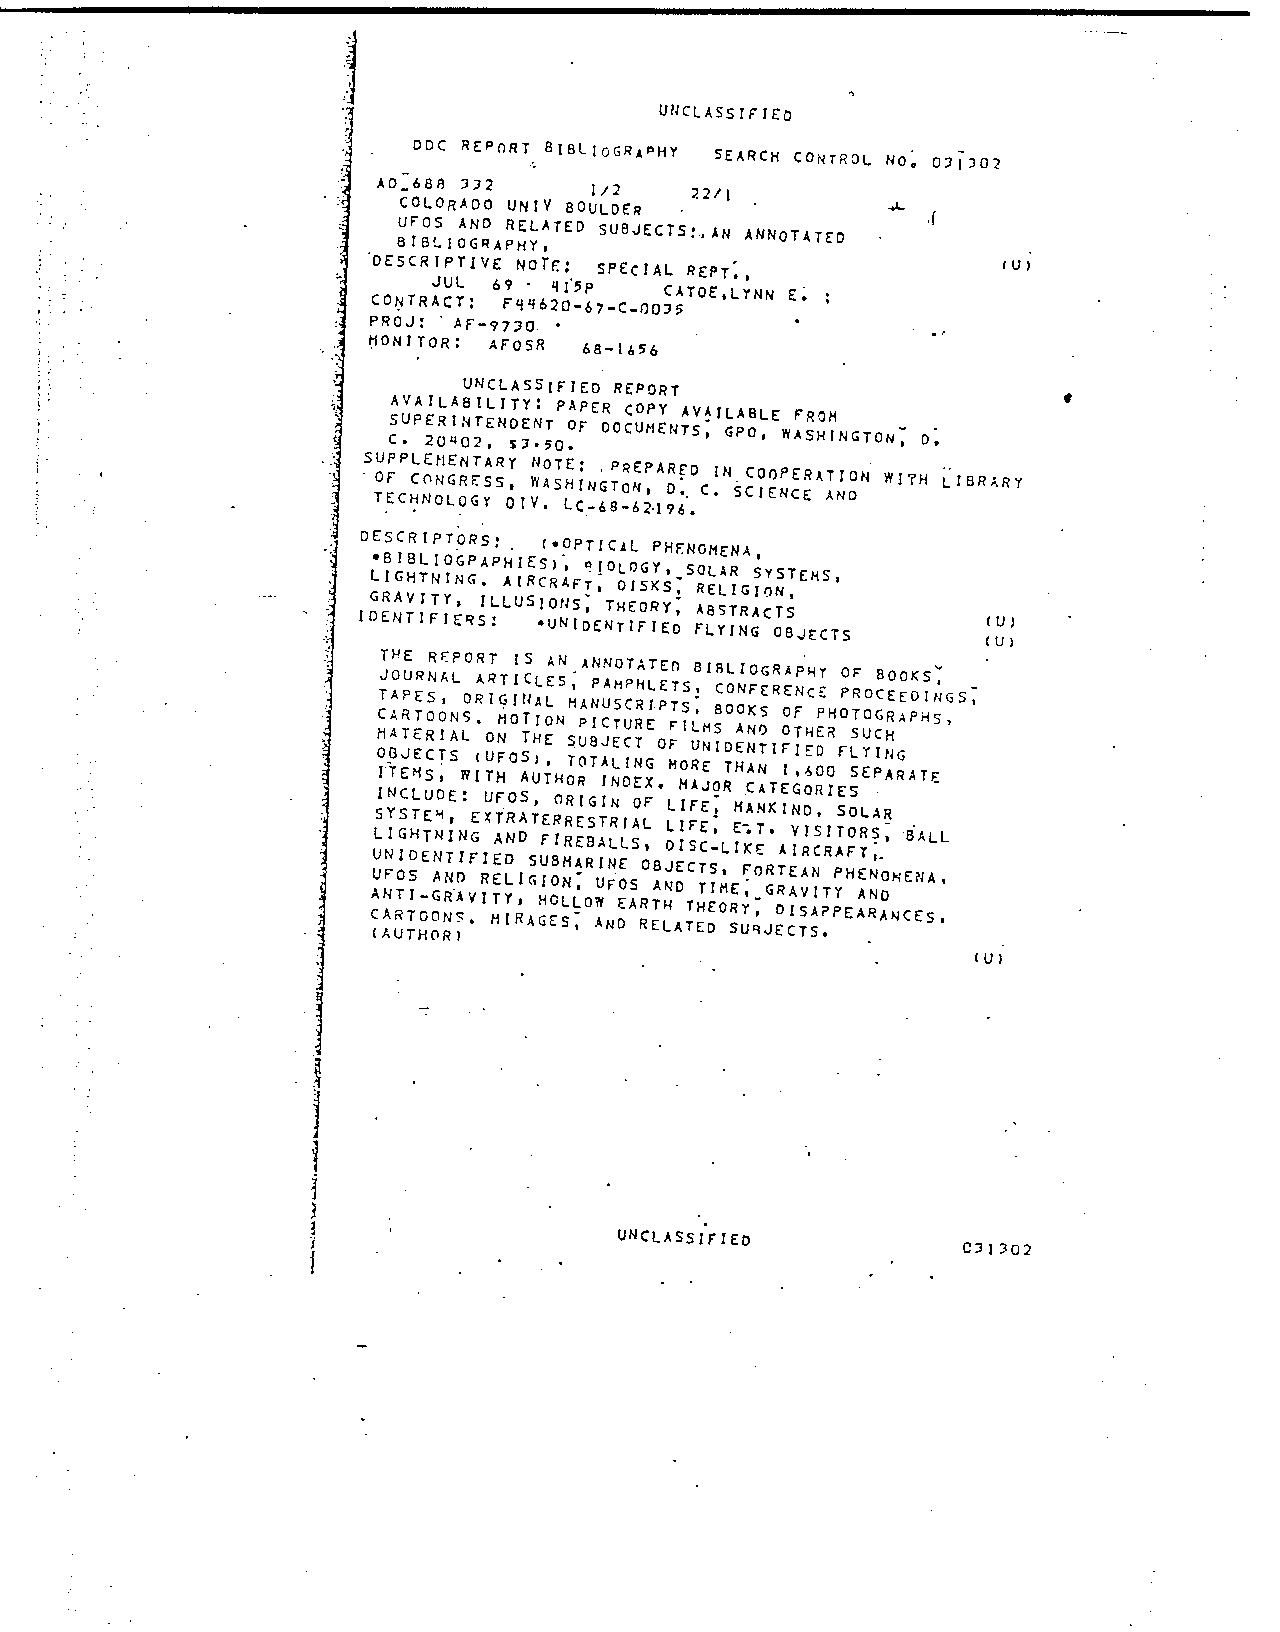 UNCLASSIFIED
DDC REPORT BIBLIOGRAPHY SEARCH CONTROL NO. 031302
AD-688 332 1/2 22/1
COLORADO UNIV BOULDER
UFOS AND RELATED SUBJECTS: AN ANNOTATED
BIBLIOGRAPHY, (U)
DESCRIPTIVE NOTE: SPECIAL REPT.,
JUL 69 415P CATOE,LYNN E. ;
CONTRACT: F44620-67-C-0035
PROJ: AF-9730
MONITOR: AFOSR 68-1656
UNCLASSIFIED REPORT
AVAILABILITY: PAPER COPY AVAILABLE FROM
SUPERINTENDENT OF DOCUMENTS, GPO, WASHINGTON, D.
C. 20402, $3.50.
SUPPLEMENTARY NOTE: PREPARED IN COOPERATION WITH LIBRARY
OF CONGRESS, WASHINGTON, D. C. SCIENCE AND
TECHNOLOGY DIV. LC-68-62196.
DESCRIPTORS: (*OPTICAL PHENOMENA,
*BIBLIOGRAPHIES), BIOLOGY, SOLAR SYSTEMS,
LIGHTNING, AIRCRAFT, DISKS, RELIGION,
GRAVITY, ILLUSIONS, THEORY, ABSTRACTS (U)
IDENTIFIERS: *UNIDENTIFIED FLYING OBJECTS (U)
THE REPORT IS AN ANNOTATED BIBLIOGRAPHY OF BOOKS,
JOURNAL ARTICLES, PAMPHLETS, CONFERENCE PROCEEDINGS,
TAPES, ORIGINAL MANUSCRIPTS, BOOKS OF PHOTOGRAPHS,
CARTOONS, MOTION PICTURE FILMS AND OTHER SUCH
MATERIAL ON THE SUBJECT OF UNIDENTIFIED FLYING
OBJECTS (UFOS), TOTALING MORE THAN 1,600 SEPARATE
ITEMS, WITH AUTHOR INDEX. MAJOR CATEGORIES
INCLUDE: UFOS, ORIGIN OF LIFE, MANKIND, SOLAR
SYSTEM, EXTRATERRESTRIAL LIFE, E.T. VISITORS, BALL
LIGHTNING AND FIREBALLS, DISC-LIKE AIRCRAFT,
UNIDENTIFIED SUBMARINE OBJECTS, FORTEAN PHENOMENA,
UFOS AND RELIGION, UFOS AND TIME, GRAVITY AND
ANTI-GRAVITY, HOLLOW EARTH THEORY, DISAPPEARANCES,
CARTOONS, MIRAGES, AND RELATED SUBJECTS.
(AUTHOR) (U)
UNCLASSIFIED
031302